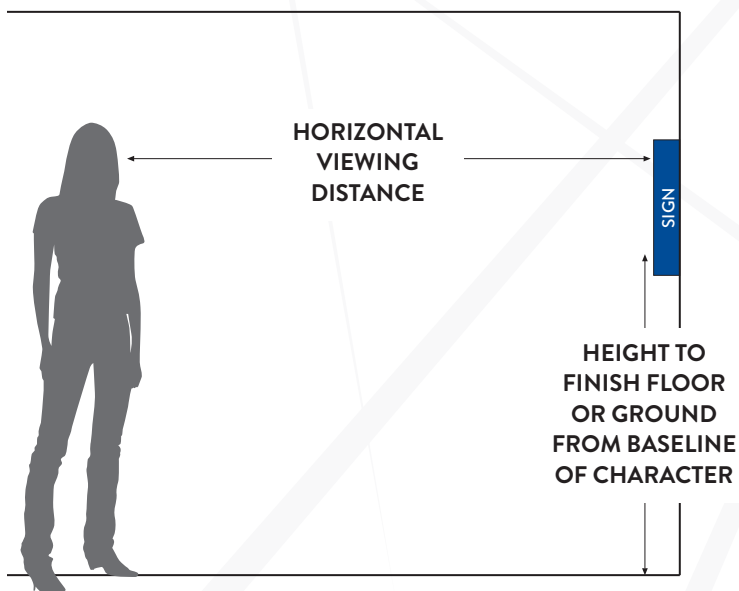 HORIZONTAL
VIEWING
DISTANCE
SIGN
HEIGHT TO
FINISH FLOOR
OR GROUND
FROM BASELINE
OF CHARACTER